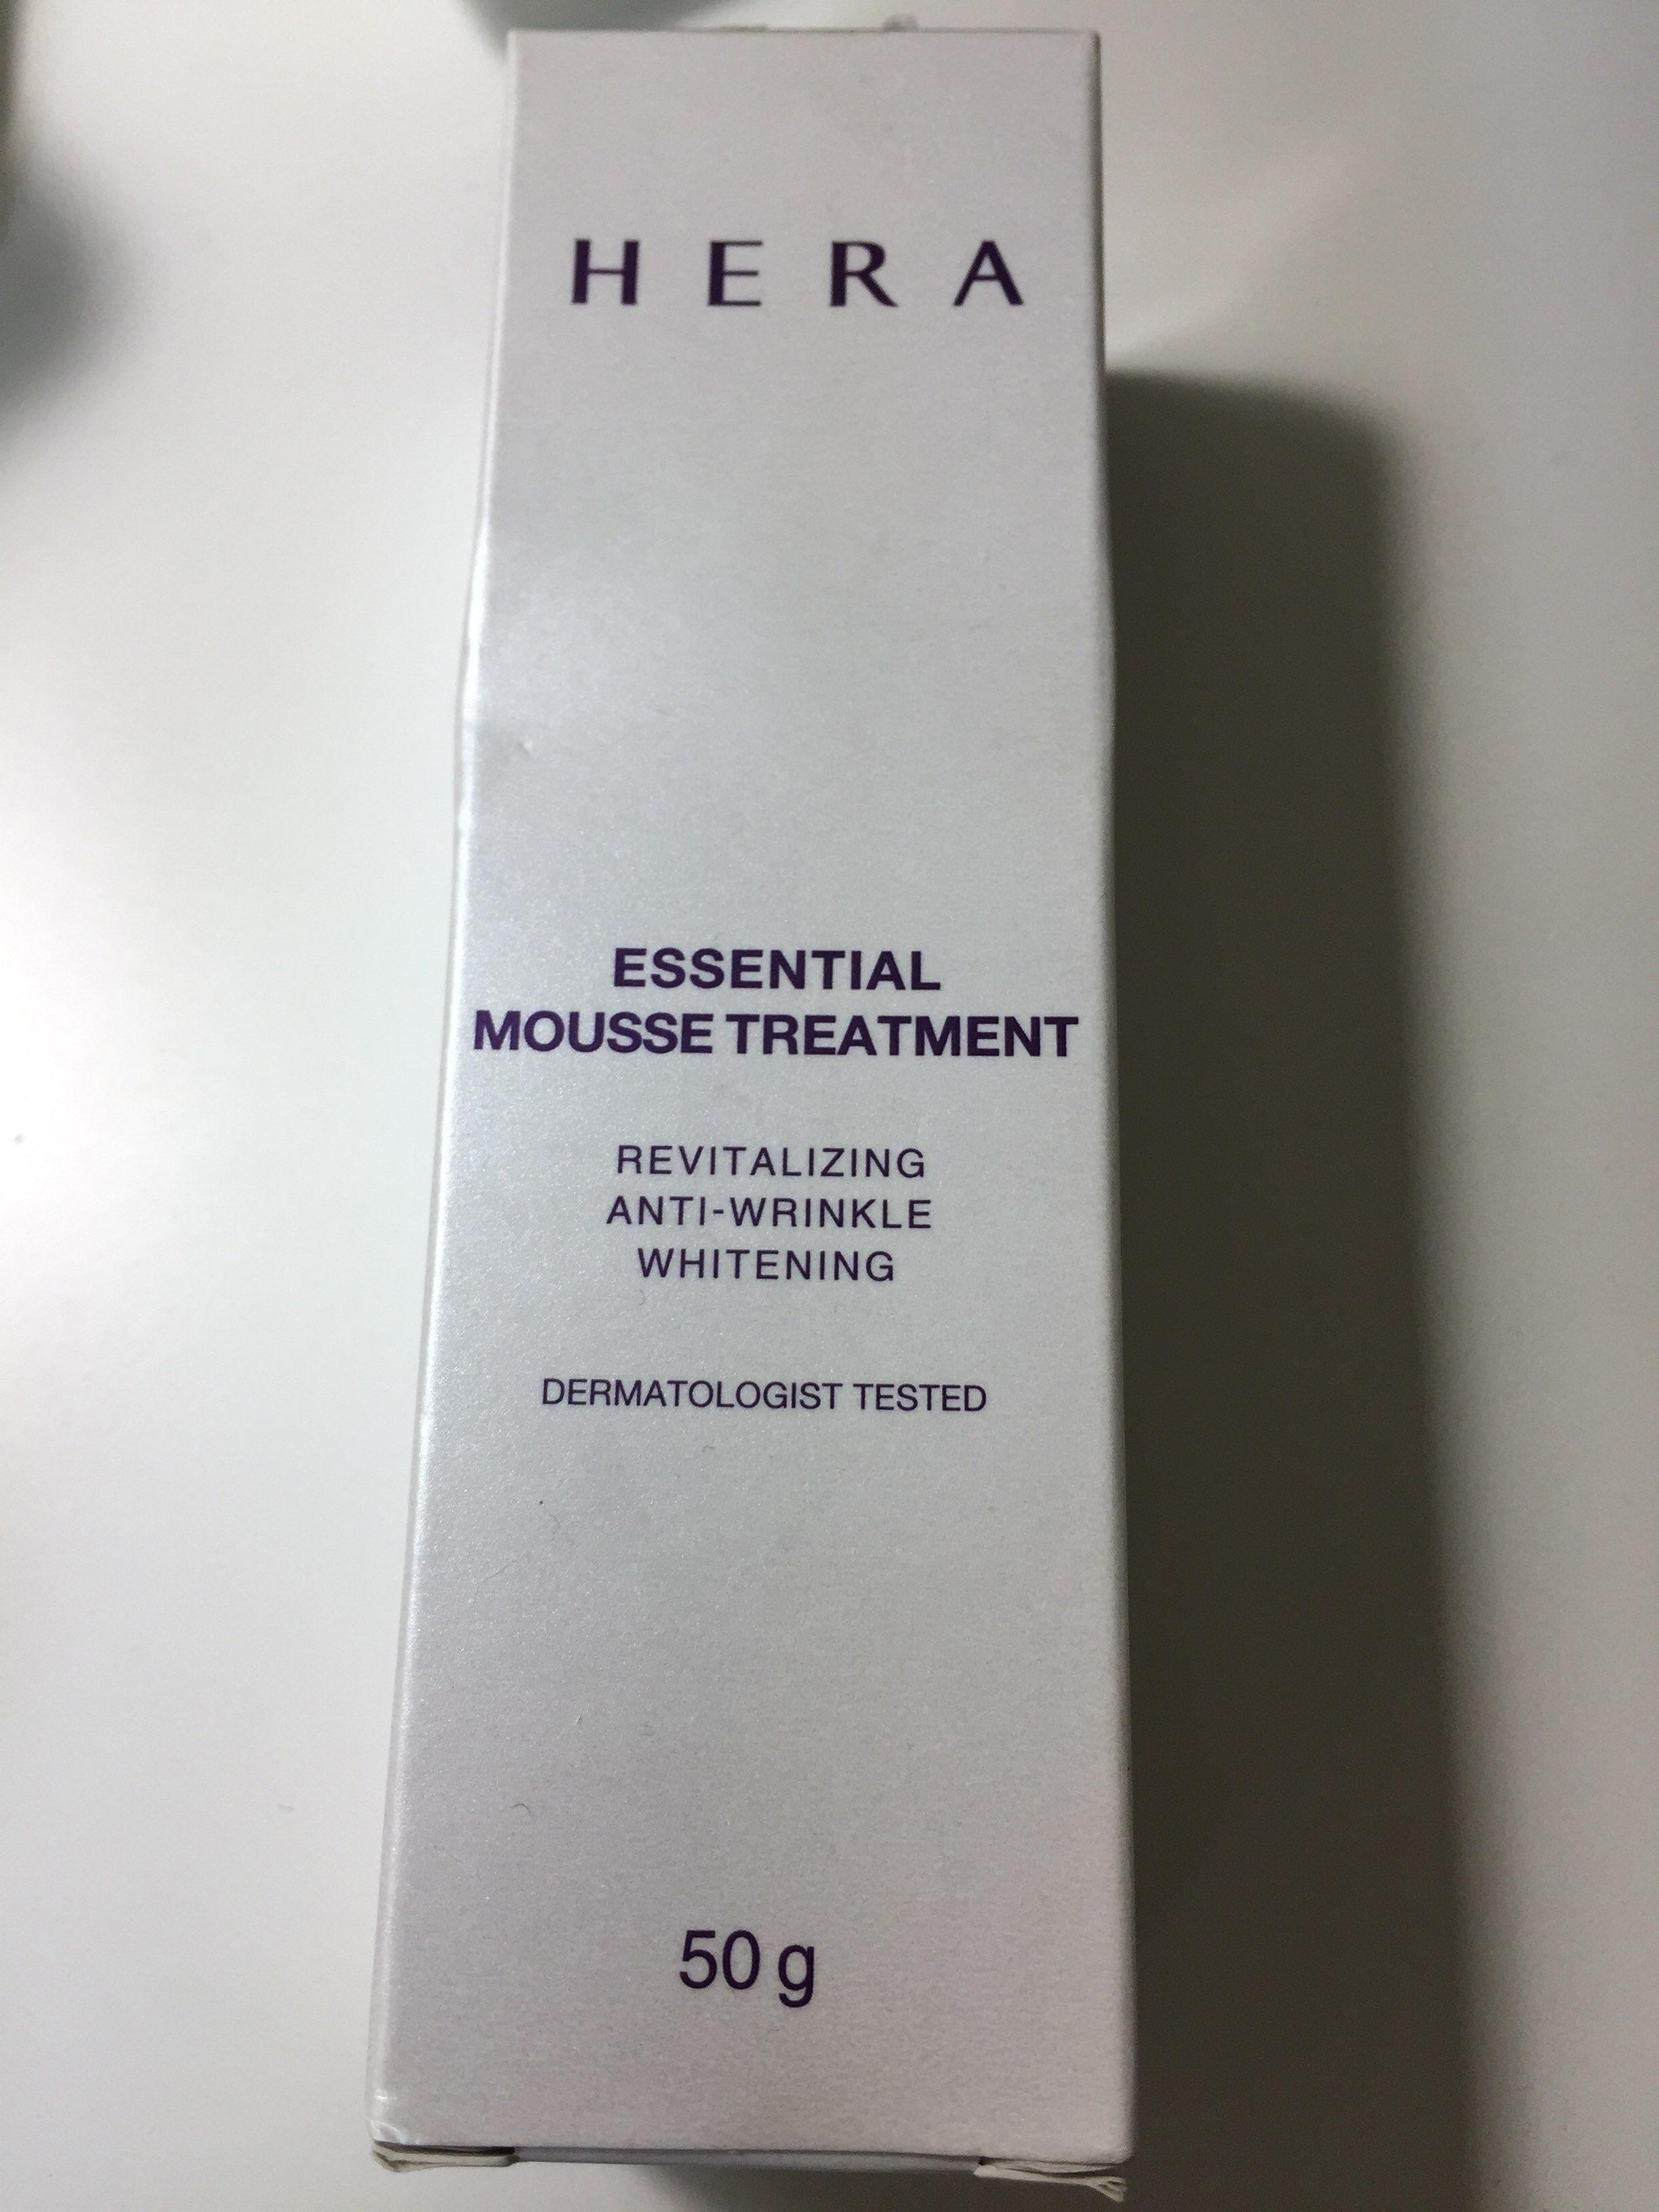 HERA
ESSENTIAL
MOUSSE TREATMENT
REVITALIZING
ANTI-WRINKLE
WHITENING
DERMATOLOGIST TESTED
50 g